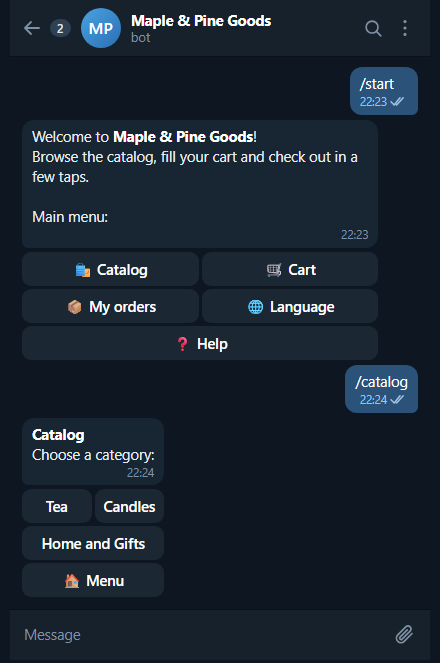 2
MP
Maple & Pine Goods
bot
/start
22:23
Welcome to Maple & Pine Goods!
Browse the catalog, fill your cart and check out in a
few taps.
Main menu:
22:23
Catalog
Cart
My orders
Language
Help
/catalog
22:24
Catalog
Choose a category:
22:24
Tea
Candles
Home and Gifts
Menu
Message